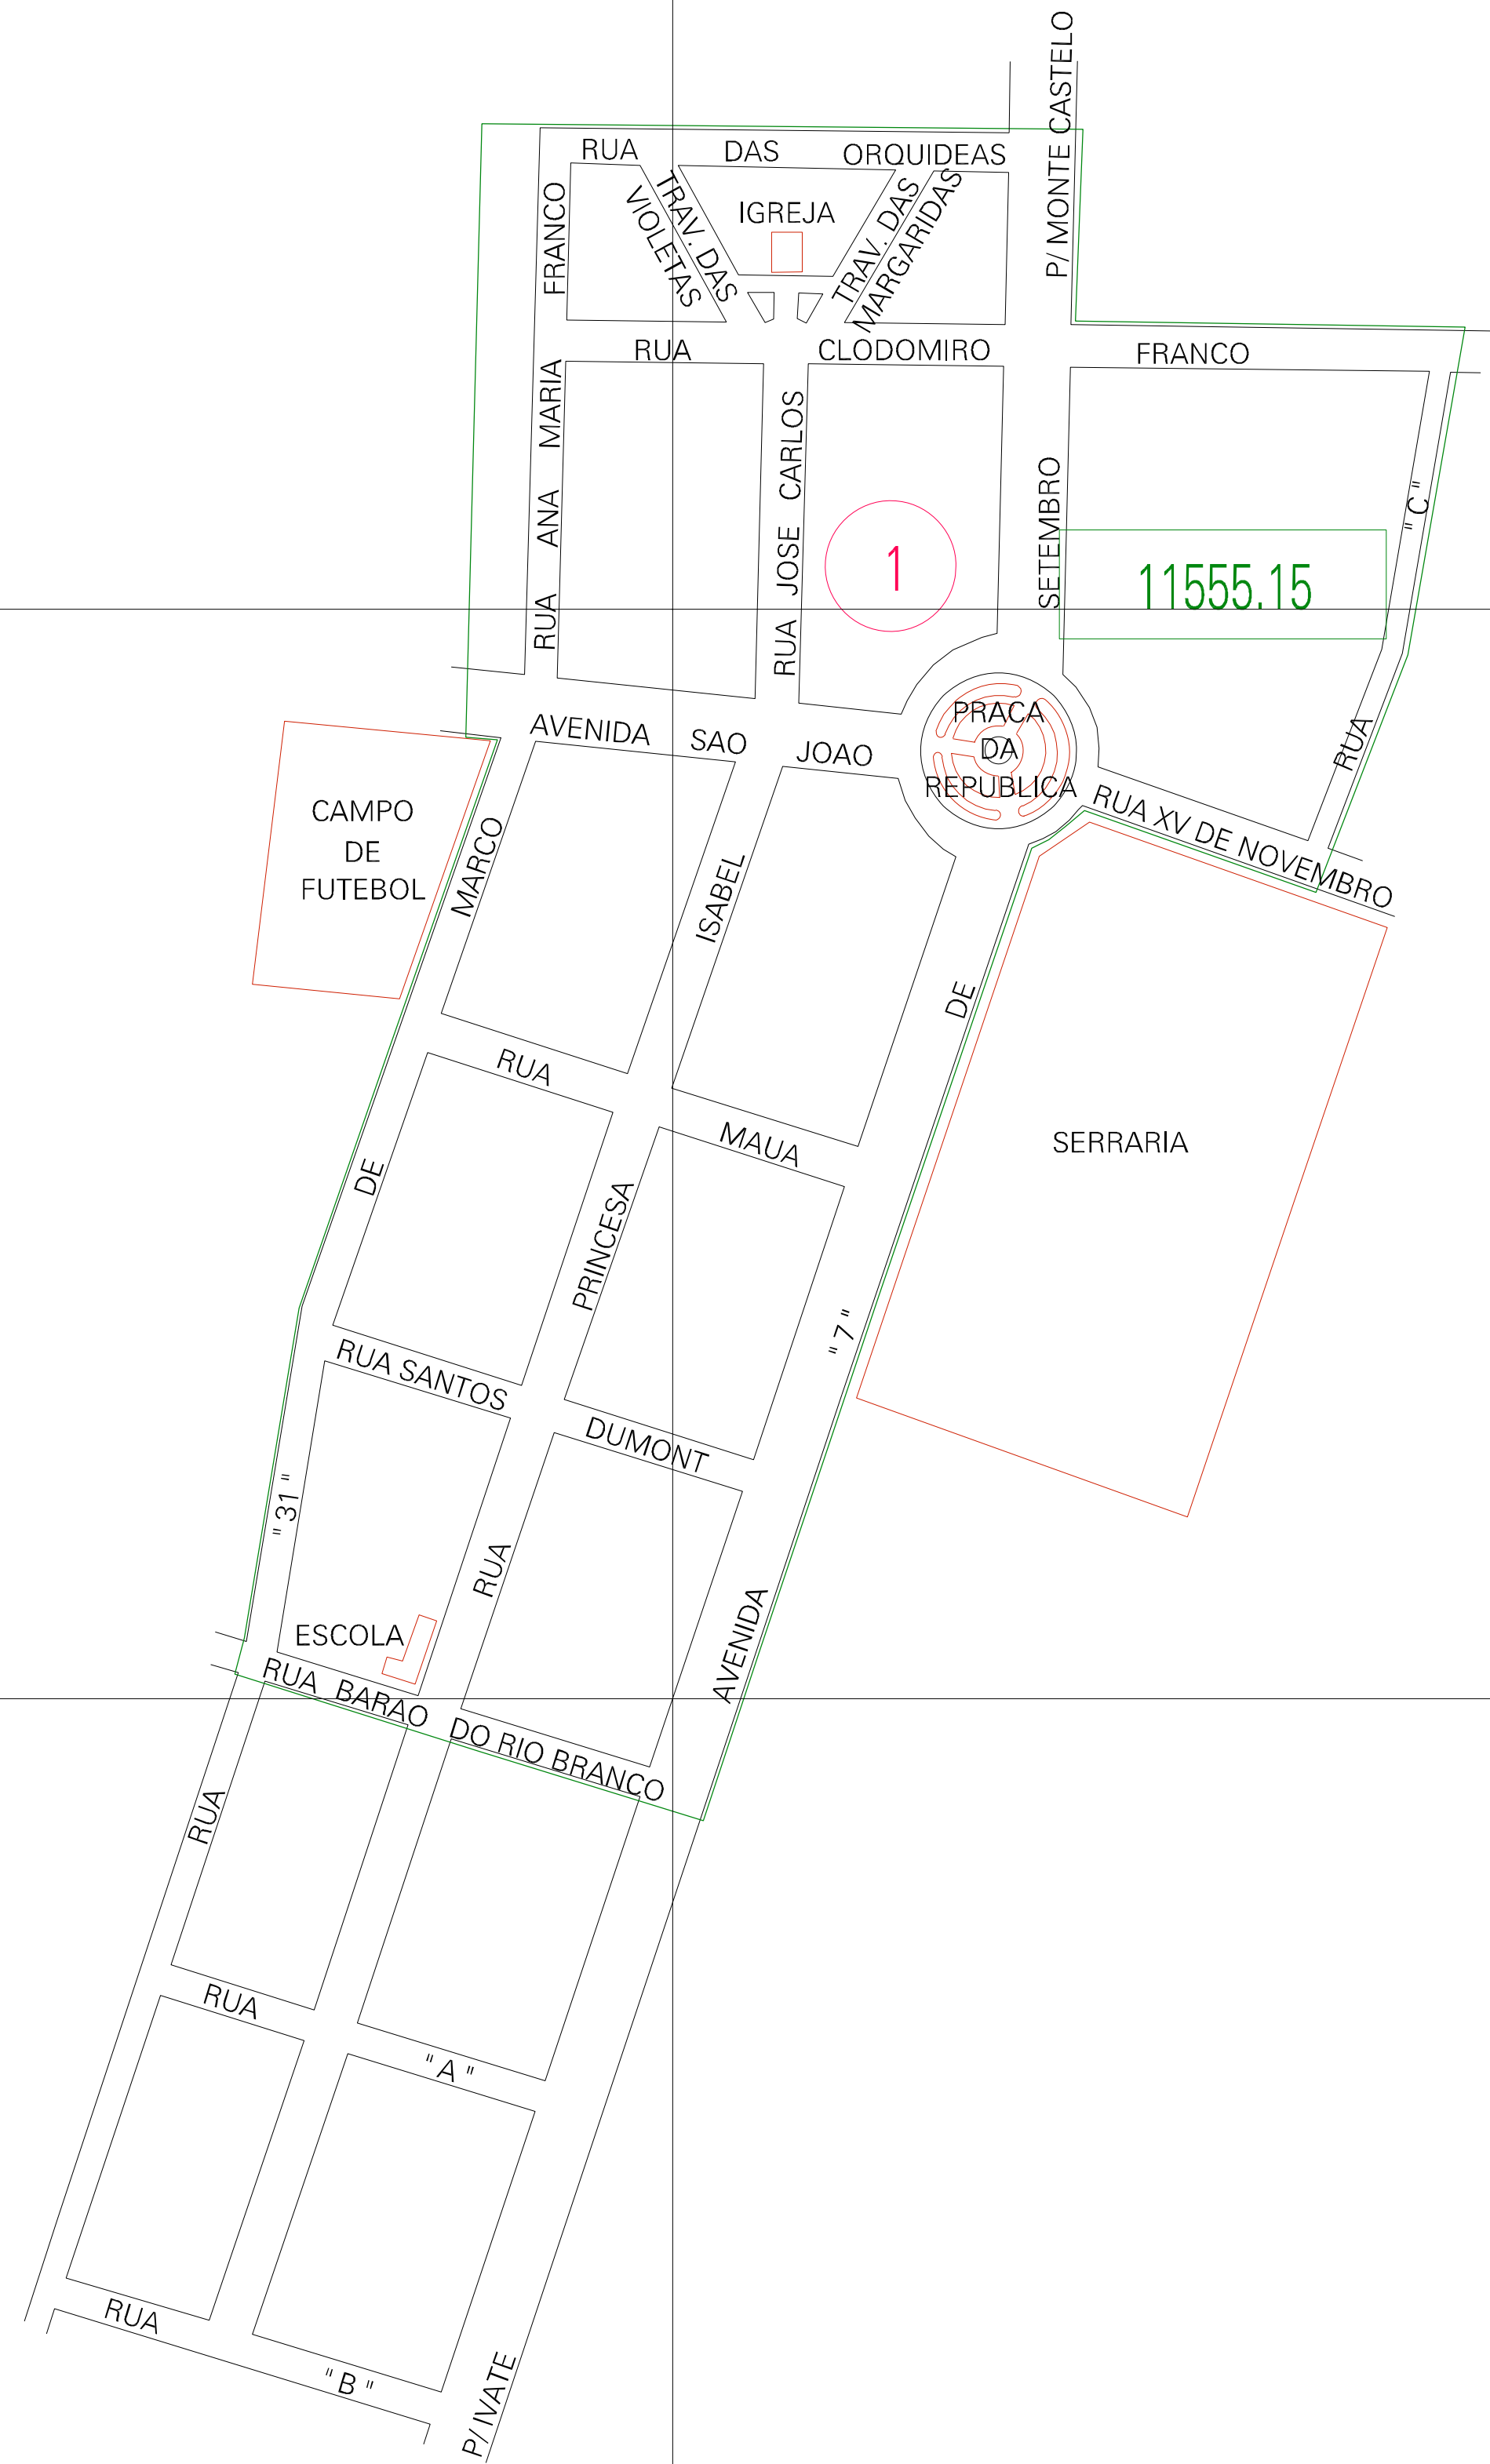 P/ MONTE CASTELO
RUA DAS ORQUIDEAS
TRAV. DAS VIOLETAS
IGREJA
TRAV. DAS MARGARIDAS
RUA ANA MARIA FRANCO
RUA CLODOMIRO FRANCO
RUA JOSE CARLOS
1
11555.15
RUA "C"
AVENIDA SAO JOAO
PRACA
DA
REPUBLICA
RUA XV DE NOVEMBRO
CAMPO
DE
FUTEBOL
RUA "31" DE MARCO
RUA PRINCESA ISABEL
AVENIDA "7" DE SETEMBRO
RUA MAUA
SERRARIA
RUA SANTOS DUMONT
ESCOLA
RUA BARAO DO RIO BRANCO
RUA "A"
RUA "B"
P/ IVATE